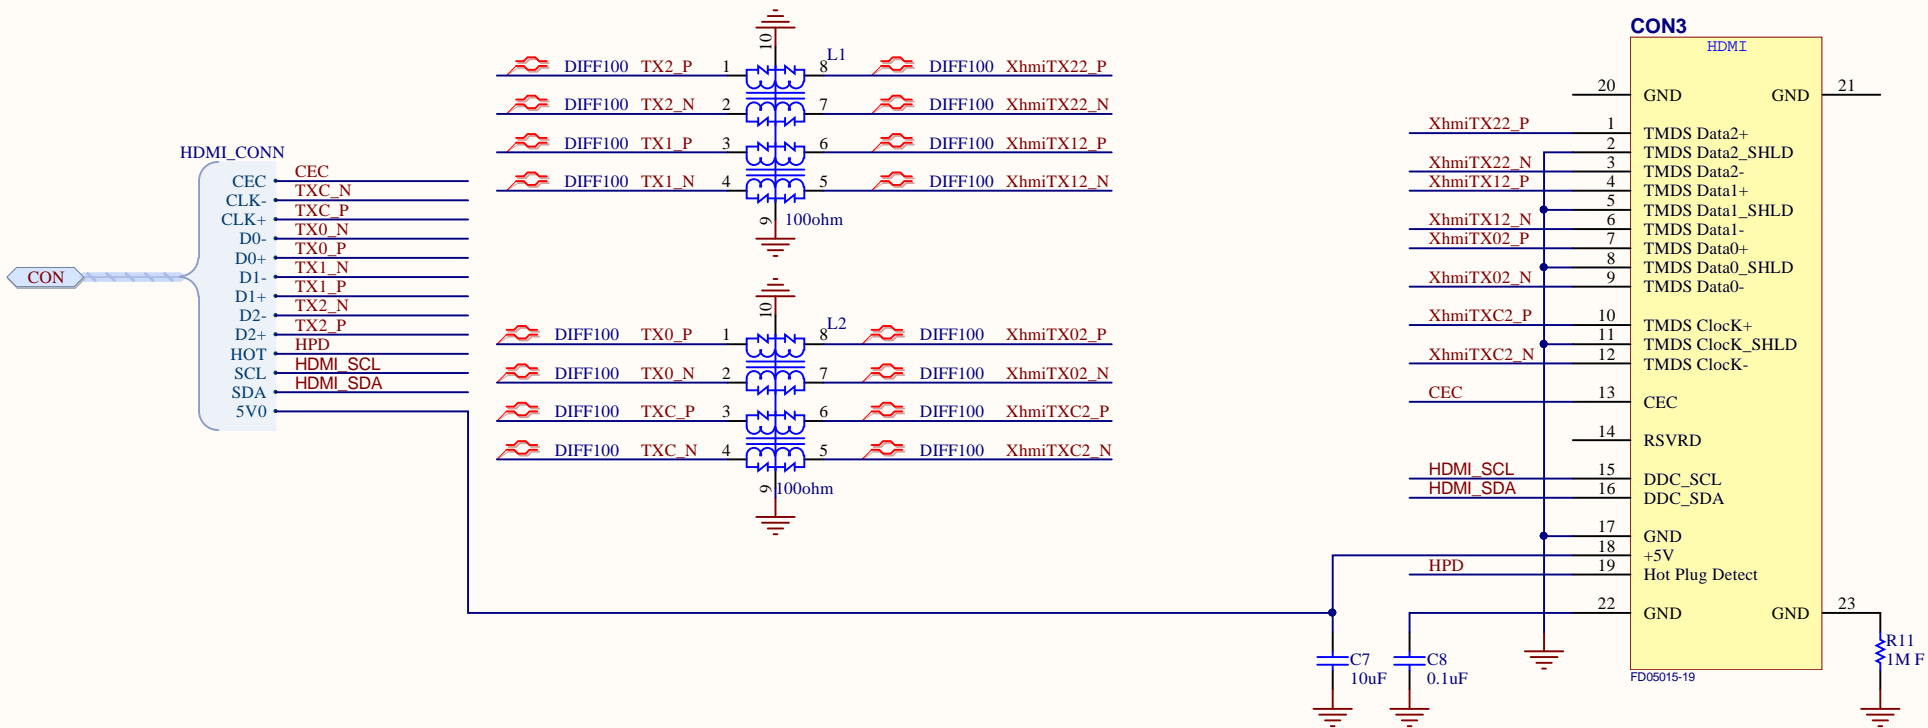 CON
HDMI_CONN
CEC CEC
CLK- TXC_N
CLK+ TXC_P
D0- TX0_N
D0+ TX0_P
D1- TX1_N
D1+ TX1_P
D2- TX2_N
D2+ TX2_P
HOT HPD
SCL HDMI_SCL
SDA HDMI_SDA
5V0
10 L1
DIFF100 TX2_P 1 8 DIFF100 XhmiTX22_P
DIFF100 TX2_N 2 7 DIFF100 XhmiTX22_N
DIFF100 TX1_P 3 6 DIFF100 XhmiTX12_P
DIFF100 TX1_N 4 5 DIFF100 XhmiTX12_N
9 100ohm
10 L2
DIFF100 TX0_P 1 8 DIFF100 XhmiTX02_P
DIFF100 TX0_N 2 7 DIFF100 XhmiTX02_N
DIFF100 TXC_P 3 6 DIFF100 XhmiTXC2_P
DIFF100 TXC_N 4 5 DIFF100 XhmiTXC2_N
9 100ohm
CON3
HDMI
20 GND GND 21
XhmiTX22_P 1 TMDS Data2+
2 TMDS Data2_SHLD
XhmiTX22_N 3 TMDS Data2-
XhmiTX12_P 4 TMDS Data1+
5 TMDS Data1_SHLD
XhmiTX12_N 6 TMDS Data1-
XhmiTX02_P 7 TMDS Data0+
8 TMDS Data0_SHLD
XhmiTX02_N 9 TMDS Data0-
XhmiTXC2_P 10 TMDS ClocK+
11 TMDS ClocK_SHLD
XhmiTXC2_N 12 TMDS ClocK-
CEC 13 CEC
14 RSVRD
HDMI_SCL 15 DDC_SCL
HDMI_SDA 16 DDC_SDA
17 GND
18 +5V
HPD 19 Hot Plug Detect
22 GND GND 23
C7
10uF
C8
0.1uF
R11
1M F
FD05015-19